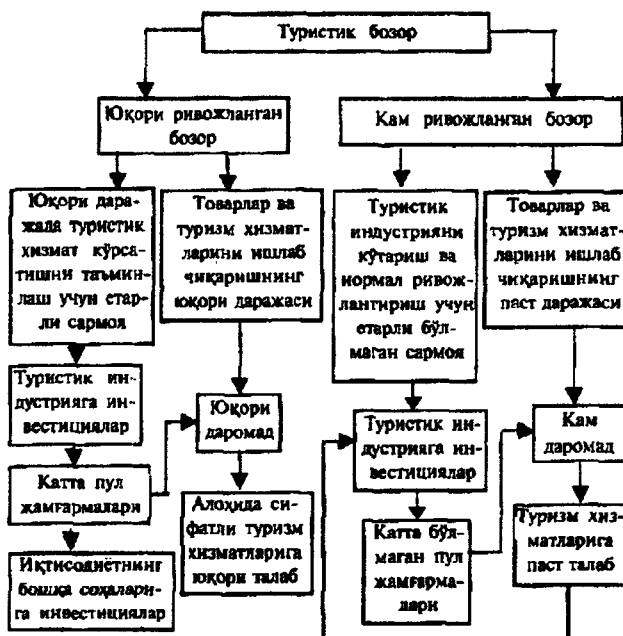 Туристик бозор
Юқори ривожланган
бозор
Кам ривожланган бозор
Юқори дара-
жада туристик
хизмат кўрса-
тишни таъмин-
лаш учун етар-
ли сармоя
Товарлар ва
туризм хизмат-
ларини ишлаб
чиқаришнинг
юқори даражаси
Туристик
индустрияни
кўтариш ва
нормал ривож-
лантириш учун
етарли бўл-
маган сармоя
Товарлар ва
туризм хизмат-
ларини ишлаб
чиқаришнинг
паст даражаси
Туристик ин-
дустрияга ин-
вестициялар
Юқори
даромад
Туристик ин-
дустрияга ин-
вестициялар
Кам
даромад
Катта пул
жамғармалари
Алоҳида си-
фатли туризм
хизматларига
юқори талаб
Катта бўл-
маган пул
жамғарма-
лари
Туризм хиз-
матларига
паст талаб
Иқтисодиётнинг
бошқа соҳалари-
га инвестициялар